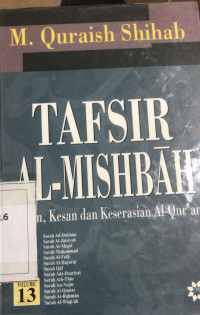 M. Quraish Shihab
TAFSIR
AL-MISHBĀH
Kesan dan Keserasian Al-Qur'an
Surah Ad-Dukhan
Surah Al-Jatsiyah
Surah Al-Ahqaf
Surah Muhammad
Surah Al-Fath
Surah Al-Hujurat
Surah Qaf
Surah Adz-Dzariyat
Surah Ath-Thur
Surah An-Najm
Surah Al-Qamar
Surah Ar-Rahman
Surah Al-Waqi'ah
VOLUME
13